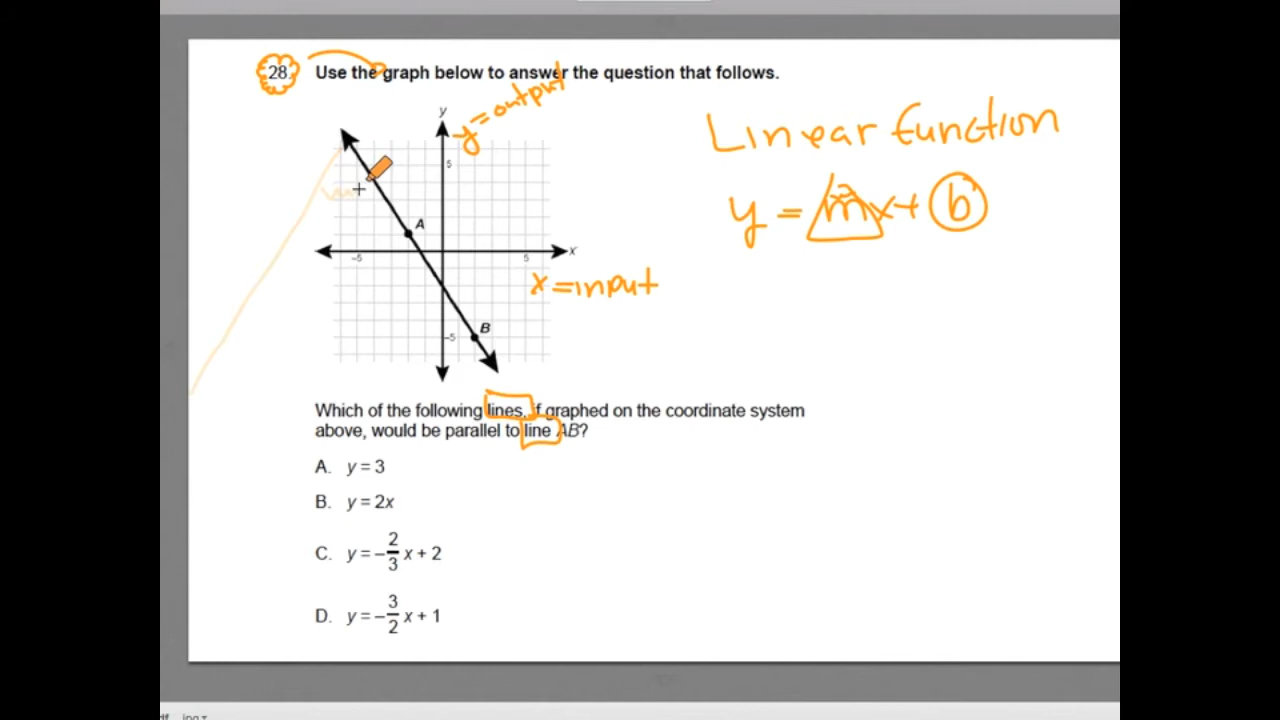 28. Use the graph below to answer the question that follows.
y
y = output
5
A
-5
5
x
x = input
B
-5
Linear function
y = mx + b
Which of the following lines, if graphed on the coordinate system
above, would be parallel to line AB?
A. y = 3
B. y = 2x
C. y = -2/3 x + 2
D. y = -3/2 x + 1